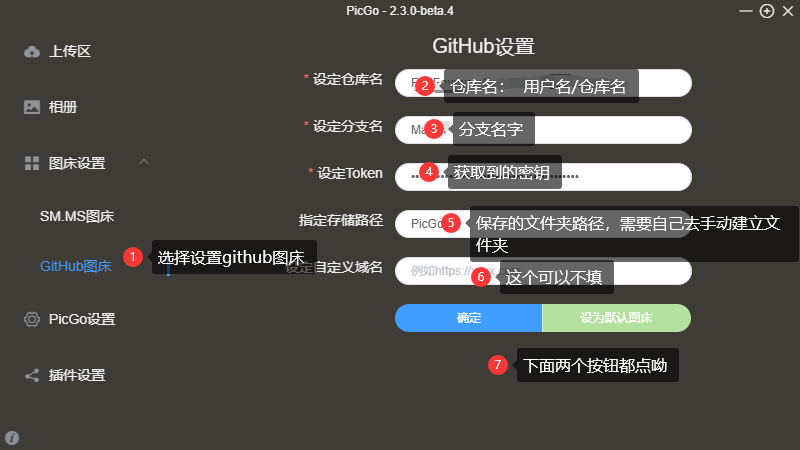 PicGo - 2.3.0-beta.4
上传区
相册
图床设置
SM.MS图床
GitHub图床
PicGo设置
插件设置
GitHub设置
* 设定仓库名
2 仓库名： 用户名/仓库名
* 设定分支名
3 分支名字
* 设定Token
4 获取到的密钥
指定存储路径
PicGo
5 保存的文件夹路径，需要自己去手动建立文
件夹
1 选择设置github图床
自定义域名
例如https://
6 这个可以不填
确定
设为默认图床
7 下面两个按钮都点呦